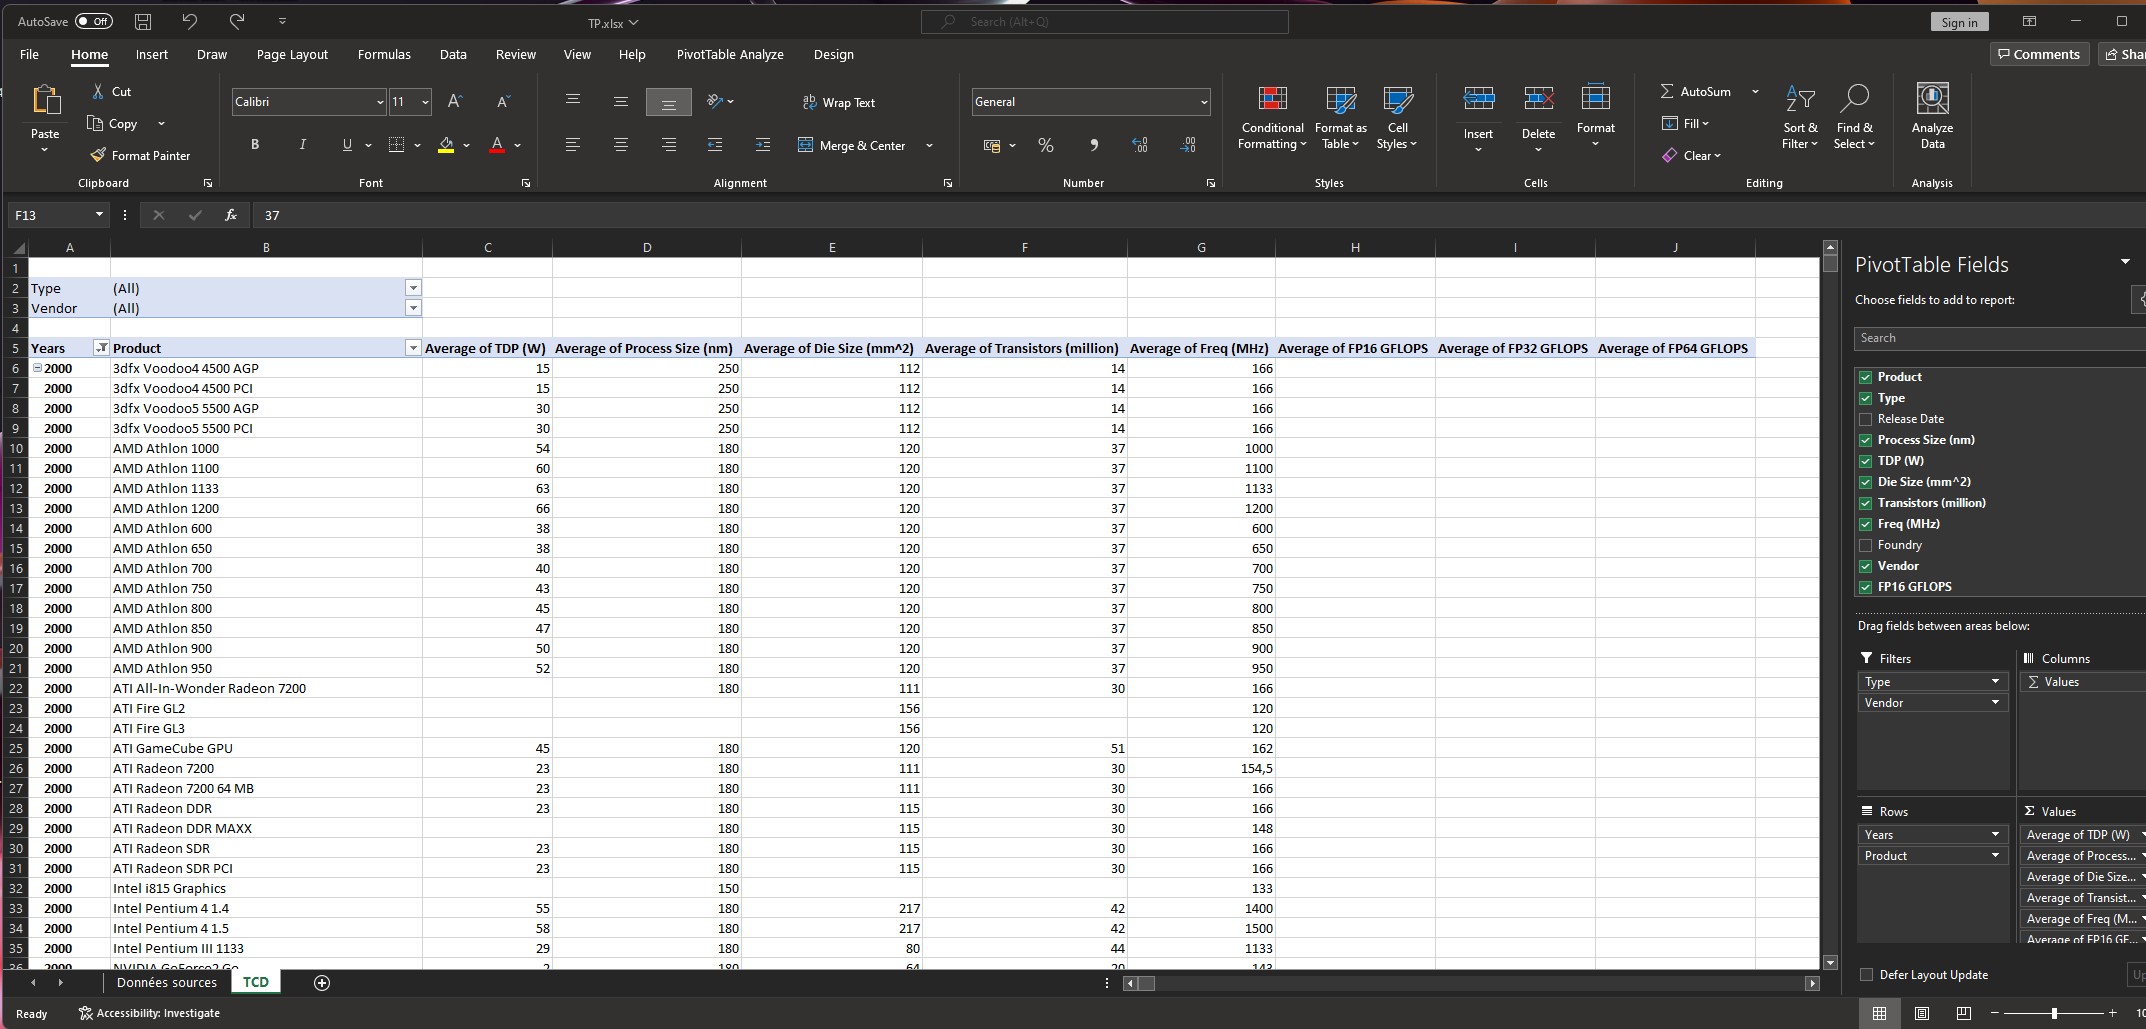 AutoSave Off TP.xlsx Search (Alt+Q) Sign in
File Home Insert Draw Page Layout Formulas Data Review View Help PivotTable Analyze Design Comments
Paste Cut Copy Format Painter Clipboard
Calibri 11 B I U A Font
Wrap Text Merge & Center Alignment
General % Number
Conditional Formatting Format as Table Cell Styles Styles
Insert Delete Format Cells
AutoSum Fill Clear Sort & Filter Find & Select Editing
Analyze Data Analysis
F13 fx 37
A B C D E F G H I J
1
2 Type (All)
3 Vendor (All)
4
5 Years Product Average of TDP (W) Average of Process Size (nm) Average of Die Size (mm^2) Average of Transistors (million) Average of Freq (MHz) Average of FP16 GFLOPS Average of FP32 GFLOPS Average of FP64 GFLOPS
6 2000 3dfx Voodoo4 4500 AGP 15 250 112 14 166
7 2000 3dfx Voodoo4 4500 PCI 15 250 112 14 166
8 2000 3dfx Voodoo5 5500 AGP 30 250 112 14 166
9 2000 3dfx Voodoo5 5500 PCI 30 250 112 14 166
10 2000 AMD Athlon 1000 54 180 120 37 1000
11 2000 AMD Athlon 1100 60 180 120 37 1100
12 2000 AMD Athlon 1133 63 180 120 37 1133
13 2000 AMD Athlon 1200 66 180 120 37 1200
14 2000 AMD Athlon 600 38 180 120 37 600
15 2000 AMD Athlon 650 38 180 120 37 650
16 2000 AMD Athlon 700 40 180 120 37 700
17 2000 AMD Athlon 750 43 180 120 37 750
18 2000 AMD Athlon 800 45 180 120 37 800
19 2000 AMD Athlon 850 47 180 120 37 850
20 2000 AMD Athlon 900 50 180 120 37 900
21 2000 AMD Athlon 950 52 180 120 37 950
22 2000 ATI All-In-Wonder Radeon 7200 180 111 30 166
23 2000 ATI Fire GL2 156 120
24 2000 ATI Fire GL3 156 120
25 2000 ATI GameCube GPU 45 180 120 51 162
26 2000 ATI Radeon 7200 23 180 111 30 154,5
27 2000 ATI Radeon 7200 64 MB 23 180 111 30 166
28 2000 ATI Radeon DDR 23 180 115 30 166
29 2000 ATI Radeon DDR MAXX 180 115 30 148
30 2000 ATI Radeon SDR 23 180 115 30 166
31 2000 ATI Radeon SDR PCI 23 180 115 30 166
32 2000 Intel i815 Graphics 150 133
33 2000 Intel Pentium 4 1.4 55 180 217 42 1400
34 2000 Intel Pentium 4 1.5 58 180 217 42 1500
35 2000 Intel Pentium III 1133 29 180 80 44 1133
PivotTable Fields
Choose fields to add to report:
Search
Product
Type
Release Date
Process Size (nm)
TDP (W)
Die Size (mm^2)
Transistors (million)
Freq (MHz)
Foundry
Vendor
FP16 GFLOPS
Drag fields between areas below:
Filters
Type
Vendor
Columns
Σ Values
Rows
Years
Product
Σ Values
Average of TDP (W)
Average of Process...
Average of Die Size...
Average of Transist...
Average of Freq (M...
Average of FP16 GF...
Defer Layout Update
Données sources TCD
Ready Accessibility: Investigate